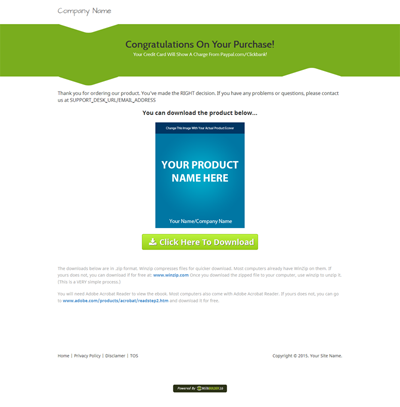 Company Name
Congratulations On Your Purchase!
Your Credit Card Will Show A Charge From Paypal.com/Clickbank*
Thank you for ordering our product. You've made the RIGHT decision. If you have any problems or questions, please contact
us at SUPPORT_DESK_URL/EMAIL_ADDRESS
You can download the product below...
Change This Image With Your Actual Product Ecover
YOUR PRODUCT
NAME HERE
Your Name/Company Name
Click Here To Download
The downloads below are in .zip format. Winzip compresses files for quicker download. Most computers already have WinZip on them. If
yours does not, you can download it for free at: www.winzip.com Once you download the zipped file to your computer, use winzip to unzip it.
(This is a VERY simple process.)
You will need Adobe Acrobat Reader to view the ebook. Most computers also come with Adobe Acrobat Reader. If yours does not, you can go
to www.adobe.com/products/acrobat/readstep2.htm and download it for free.
Home | Privacy Policy | Disclaimer | TOS
Copyright © 2015. Your Site Name.
Powered By